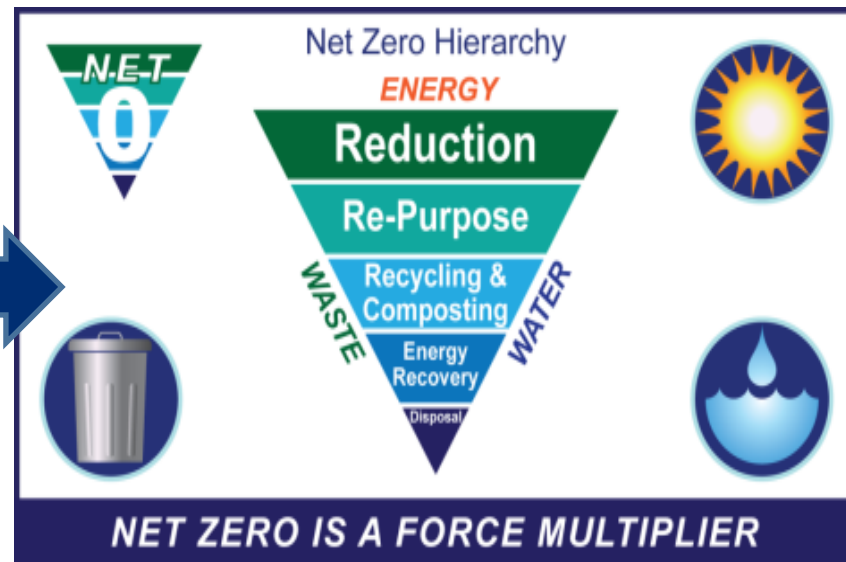 NET
0
Net Zero Hierarchy
ENERGY
Reduction
Re-Purpose
Recycling &
Composting
Energy
Recovery
Disposal
WASTE
WATER
NET ZERO IS A FORCE MULTIPLIER